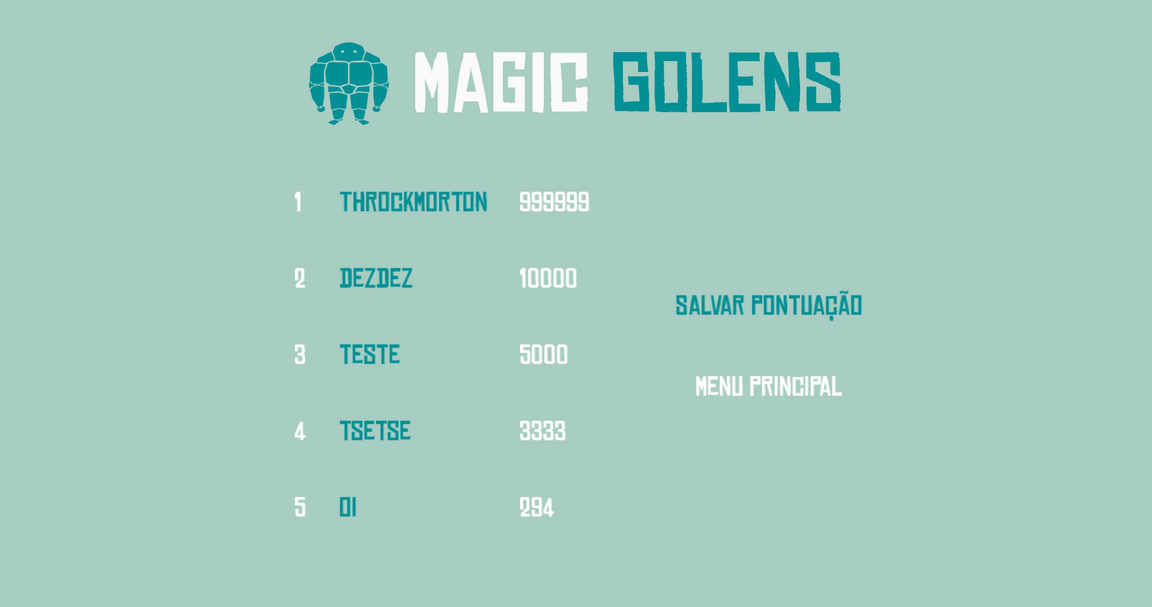 MAGIC GOLENS
1 THROCKMORTON 999999
2 DEZDEZ 10000
3 TESTE 5000
4 TSETSE 3333
5 OI 294
SALVAR PONTUAÇÃO
MENU PRINCIPAL